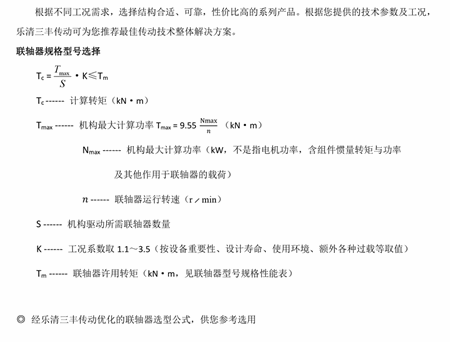 根据不同工况需求，选择结构合适、可靠，性价比高的系列产品。根据您提供的技术参数及工况，
乐清三丰传动可为您推荐最佳传动技术整体解决方案。
联轴器规格型号选择
Tc = Tmax/S · K≤Tm
Tc ------ 计算转矩（kN·m）
Tmax ------ 机构最大计算功率 Tmax = 9.55 Nmax/n （kN·m）
Nmax ------ 机构最大计算功率（kW，不是指电机功率，含组件惯量转矩与功率
及其他作用于联轴器的载荷）
n ------ 联轴器运行转速（r／min）
S ------ 机构驱动所需联轴器数量
K ------ 工况系数取 1.1～3.5（按设备重要性、设计寿命、使用环境、额外各种过载等取值）
Tm ------ 联轴器许用转矩（kN·m，见联轴器型号规格性能表）
◎ 经乐清三丰传动优化的联轴器选型公式，供您参考选用